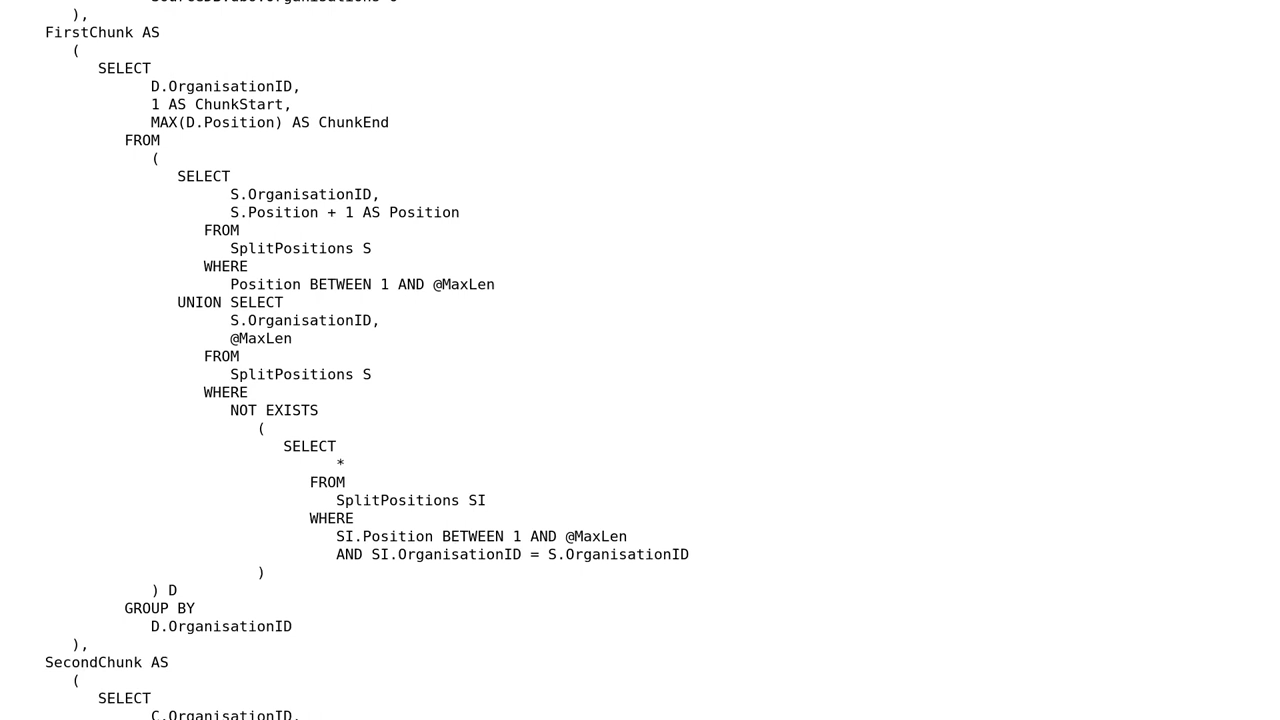 ),
FirstChunk AS
(
SELECT
D.OrganisationID,
1 AS ChunkStart,
MAX(D.Position) AS ChunkEnd
FROM
(
SELECT
S.OrganisationID,
S.Position + 1 AS Position
FROM
SplitPositions S
WHERE
Position BETWEEN 1 AND @MaxLen
UNION SELECT
S.OrganisationID,
@MaxLen
FROM
SplitPositions S
WHERE
NOT EXISTS
(
SELECT
*
FROM
SplitPositions SI
WHERE
SI.Position BETWEEN 1 AND @MaxLen
AND SI.OrganisationID = S.OrganisationID
)
) D
GROUP BY
D.OrganisationID
),
SecondChunk AS
(
SELECT
C.OrganisationID,